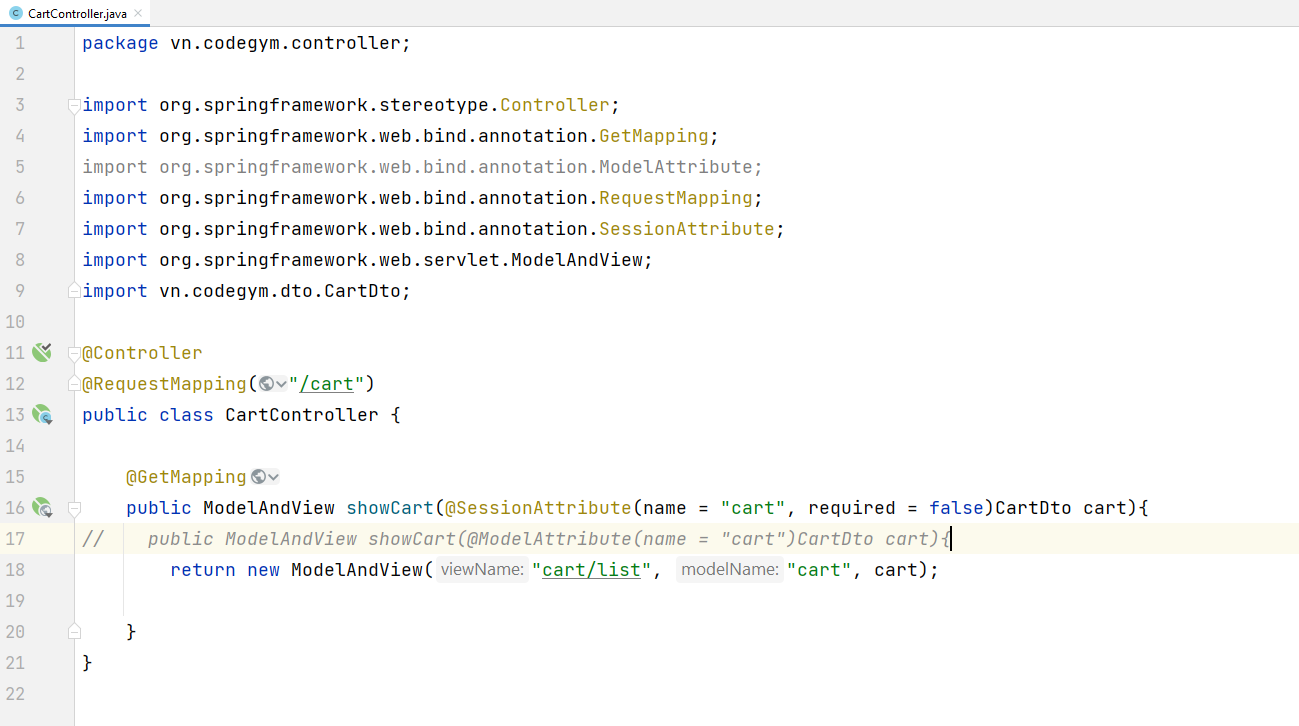 CartController.java
1 package vn.codegym.controller;
2
3 import org.springframework.stereotype.Controller;
4 import org.springframework.web.bind.annotation.GetMapping;
5 import org.springframework.web.bind.annotation.ModelAttribute;
6 import org.springframework.web.bind.annotation.RequestMapping;
7 import org.springframework.web.bind.annotation.SessionAttribute;
8 import org.springframework.web.servlet.ModelAndView;
9 import vn.codegym.dto.CartDto;
10
11 @Controller
12 @RequestMapping("/cart")
13 public class CartController {
14
15     @GetMapping
16     public ModelAndView showCart(@SessionAttribute(name = "cart", required = false)CartDto cart){
17 //    public ModelAndView showCart(@ModelAttribute(name = "cart")CartDto cart){
18         return new ModelAndView( viewName: "cart/list", modelName: "cart", cart);
19
20     }
21 }
22